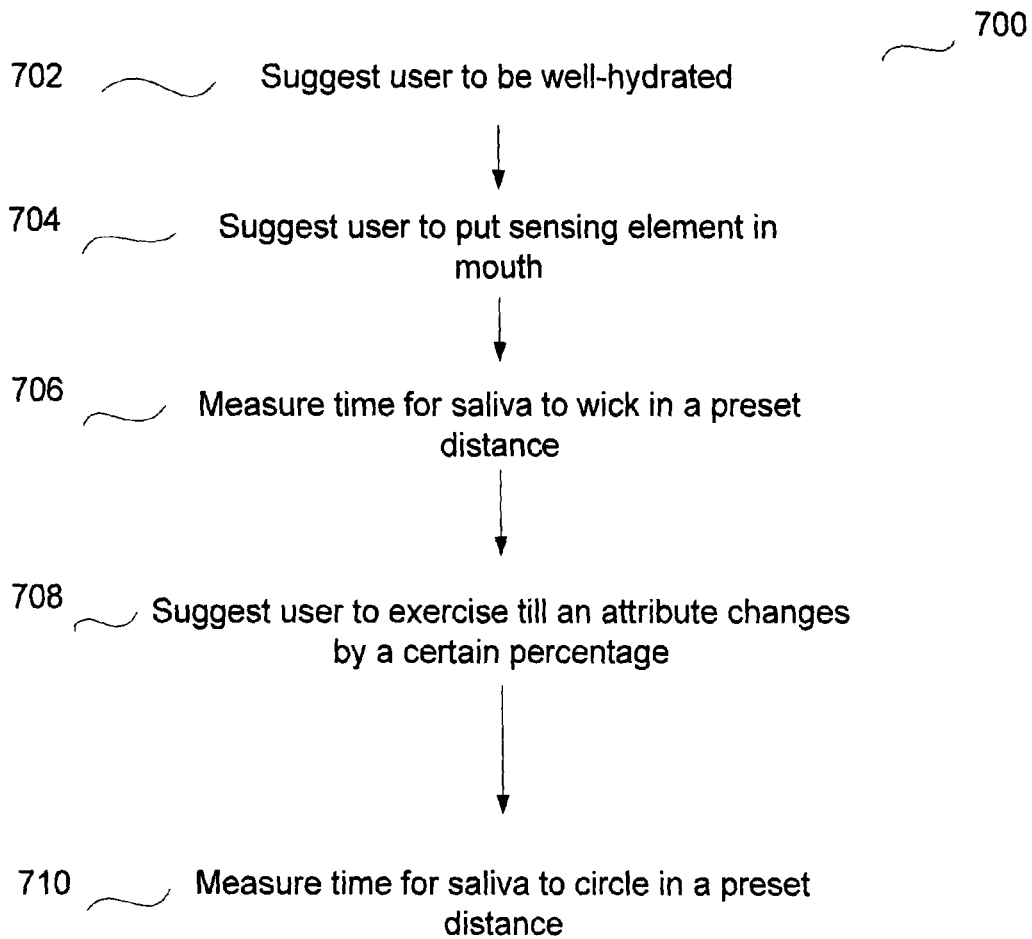 700
702 Suggest user to be well-hydrated
704 Suggest user to put sensing element in
mouth
706 Measure time for saliva to wick in a preset
distance
708 Suggest user to exercise till an attribute changes
by a certain percentage
710 Measure time for saliva to circle in a preset
distance